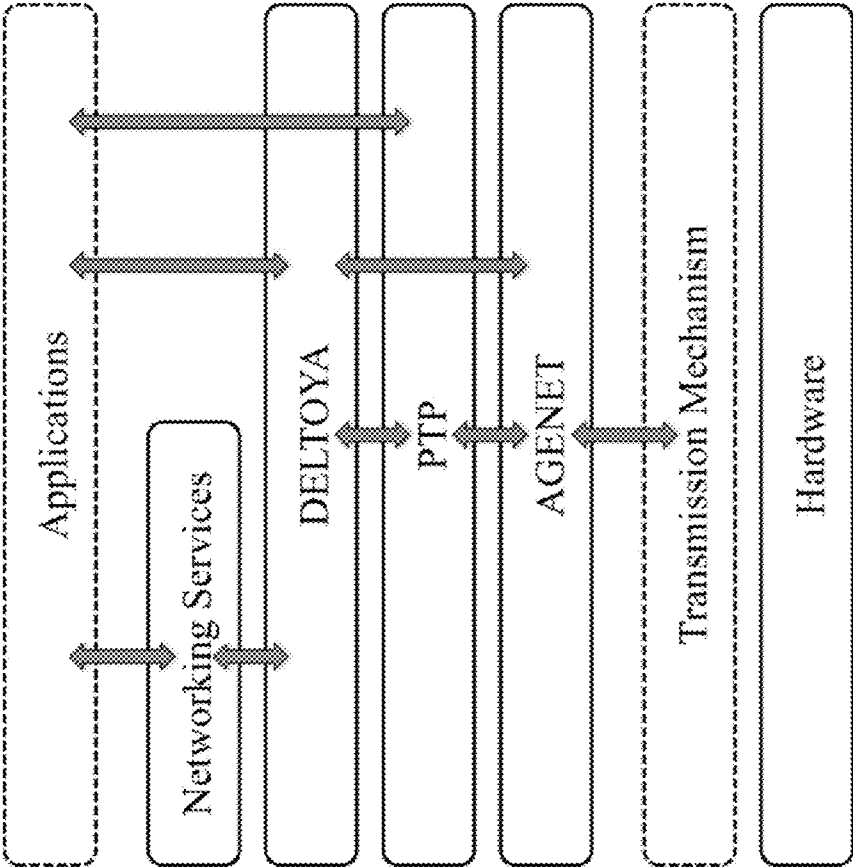 Applications
Networking Services
DELTOYA
PTP
AGENET
Transmission Mechanism
Hardware